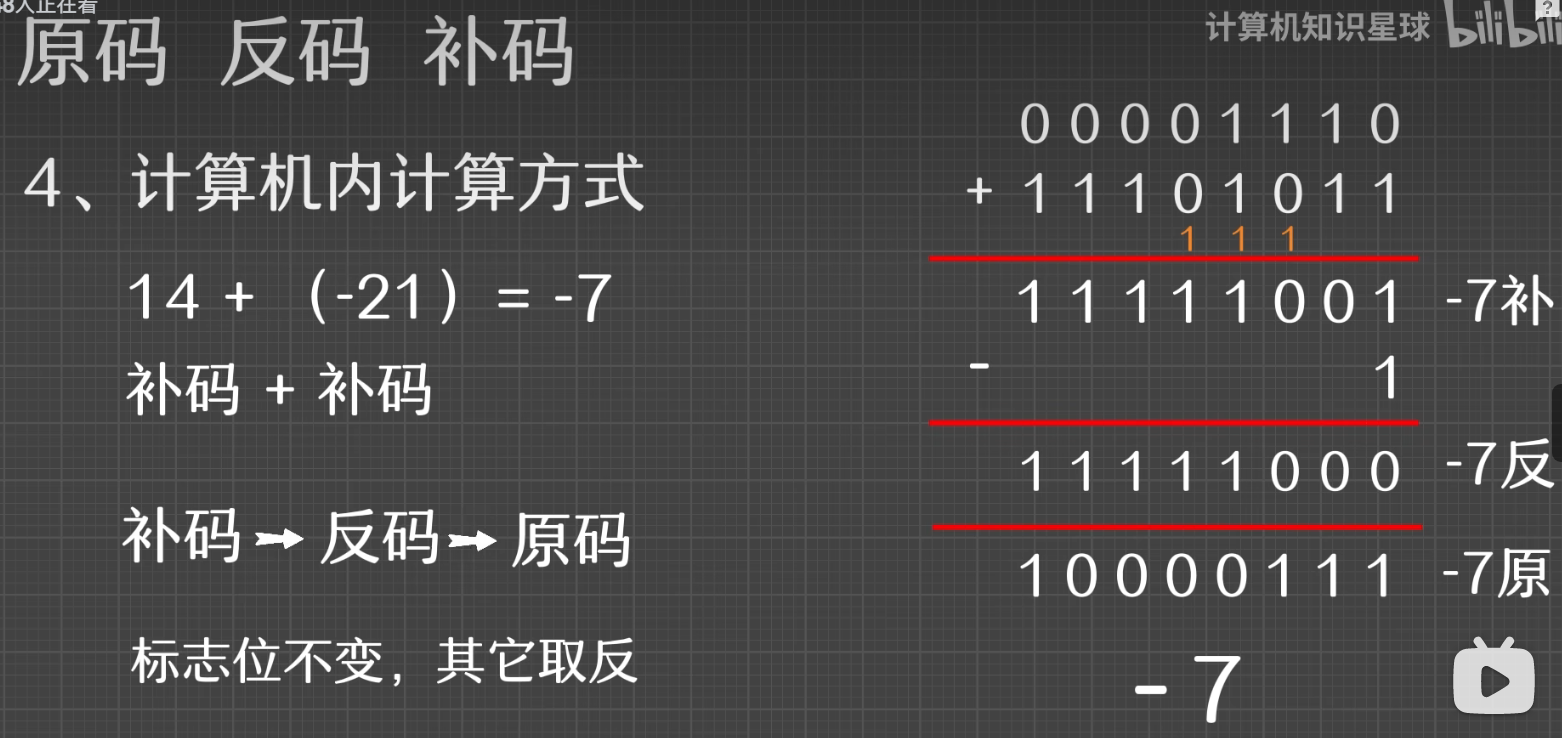 8人正在看
原码 反码 补码
计算机知识星球 bilibili
4、计算机内计算方式
14 + （-21）= -7
补码 + 补码
补码 → 反码 → 原码
标志位不变，其它取反
0 0 0 0 1 1 1 0
+ 1 1 1 0 1 0 1 1
1 1 1
1 1 1 1 1 0 0 1 -7补
- 1
1 1 1 1 1 0 0 0 -7反
1 0 0 0 0 1 1 1 -7原
-7
?